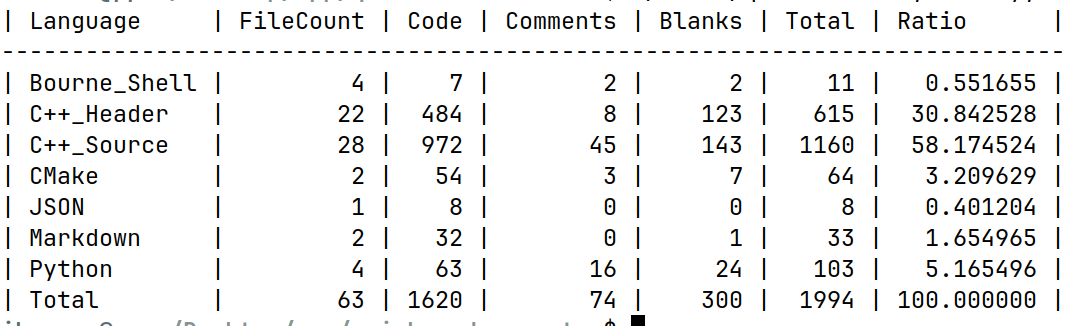 | Language | FileCount | Code | Comments | Blanks | Total | Ratio |
----------------------------------------------------------------------------
| Bourne_Shell | 4 | 7 | 2 | 2 | 11 | 0.551655 |
| C++_Header | 22 | 484 | 8 | 123 | 615 | 30.842528 |
| C++_Source | 28 | 972 | 45 | 143 | 1160 | 58.174524 |
| CMake | 2 | 54 | 3 | 7 | 64 | 3.209629 |
| JSON | 1 | 8 | 0 | 0 | 8 | 0.401204 |
| Markdown | 2 | 32 | 0 | 1 | 33 | 1.654965 |
| Python | 4 | 63 | 16 | 24 | 103 | 5.165496 |
| Total | 63 | 1620 | 74 | 300 | 1994 | 100.000000 |